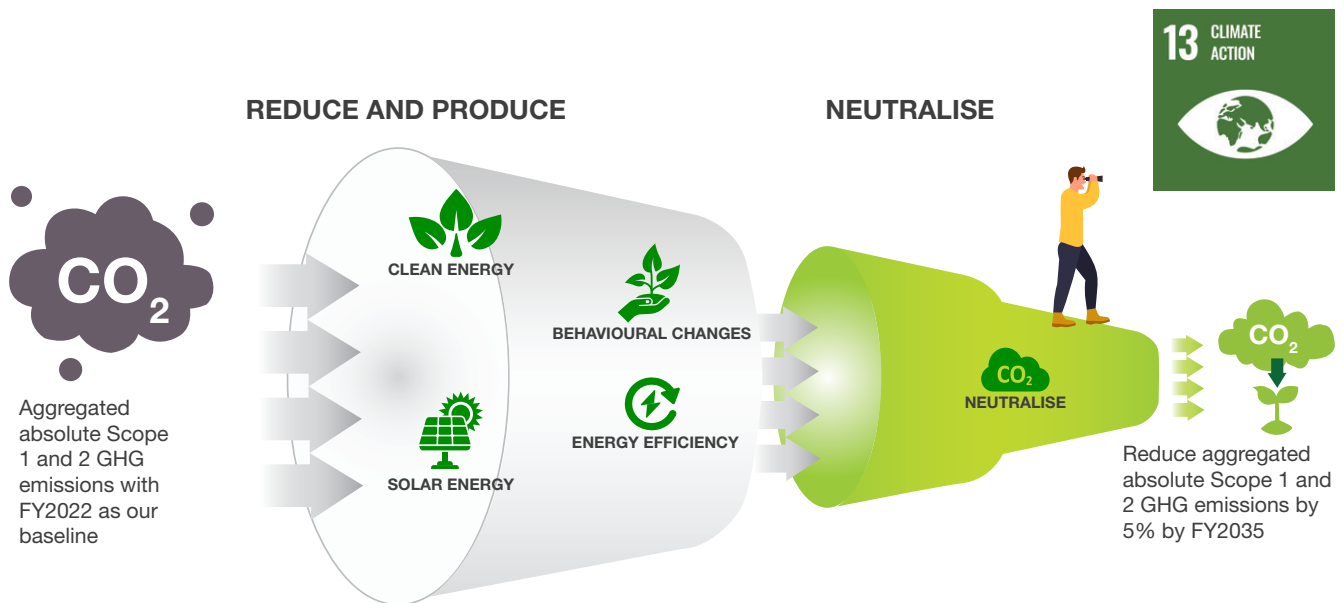 13 CLIMATE
ACTION
REDUCE AND PRODUCE
NEUTRALISE
CO2
Aggregated
absolute Scope
1 and 2 GHG
emissions with
FY2022 as our
baseline
CLEAN ENERGY
SOLAR ENERGY
BEHAVIOURAL CHANGES
ENERGY EFFICIENCY
CO2
NEUTRALISE
CO2
Reduce aggregated
absolute Scope 1 and
2 GHG emissions by
5% by FY2035